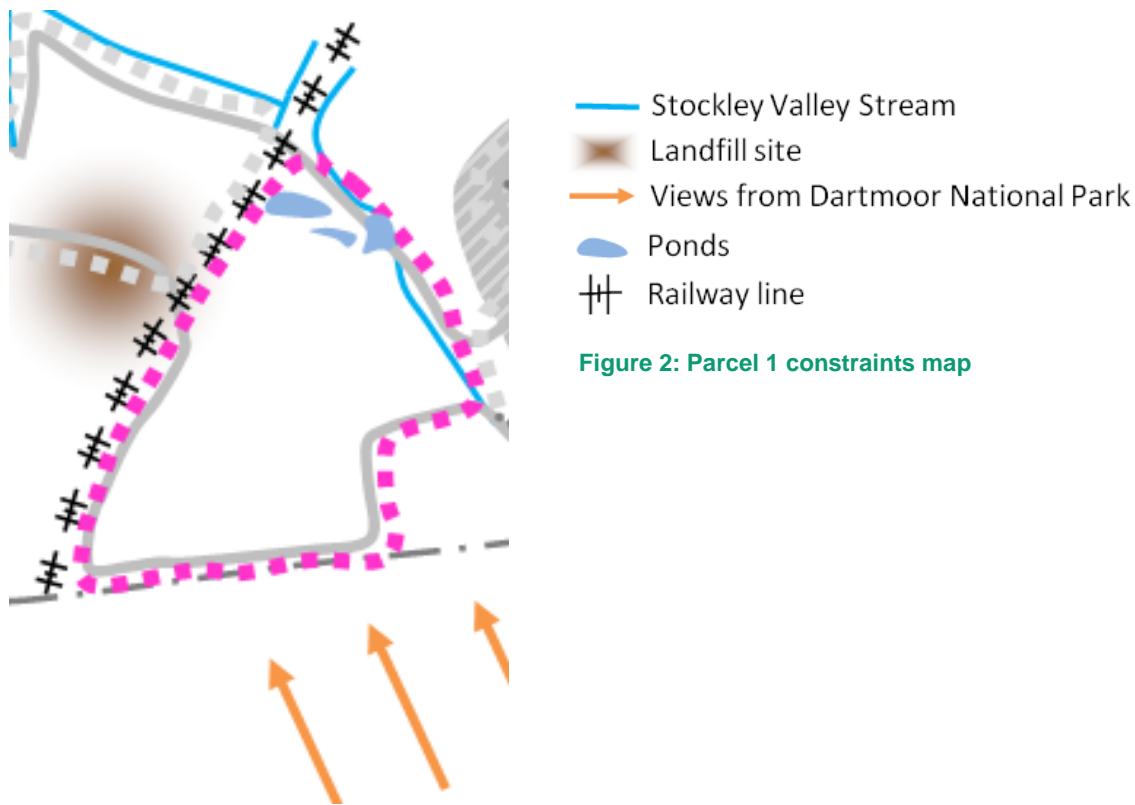 Stockley Valley Stream
Landfill site
Views from Dartmoor National Park
Ponds
Railway line
Figure 2: Parcel 1 constraints map